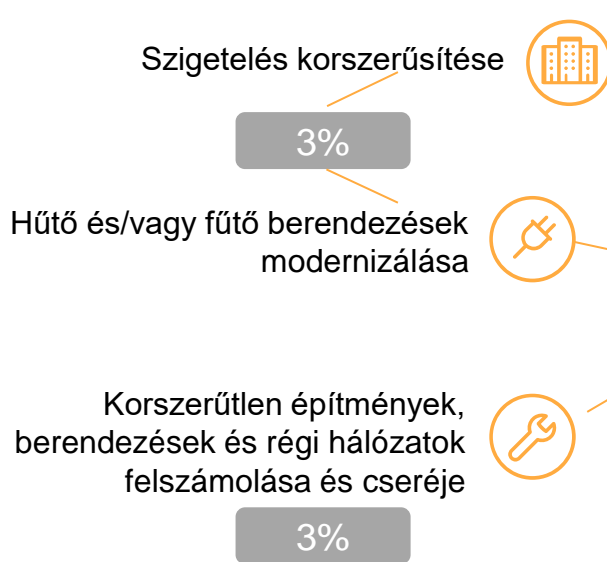 Szigetelés korszerűsítése
3%
Hűtő és/vagy fűtő berendezések
modernizálása
Korszerűtlen építmények,
berendezések és régi hálózatok
felszámolása és cseréje
3%